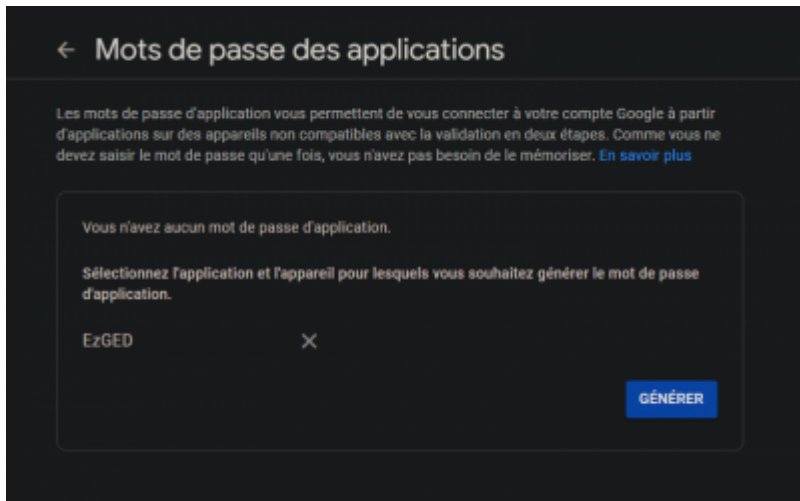 Mots de passe des applications
Les mots de passe d'application vous permettent de vous connecter à votre compte Google à partir
d'applications sur des appareils non compatibles avec la validation en deux étapes. Comme vous ne
devez saisir le mot de passe qu'une fois, vous n'avez pas besoin de le mémoriser. En savoir plus
Vous n'avez aucun mot de passe d'application.
Sélectionnez l'application et l'appareil pour lesquels vous souhaitez générer le mot de passe
d'application.
EzGED
GÉNÉRER